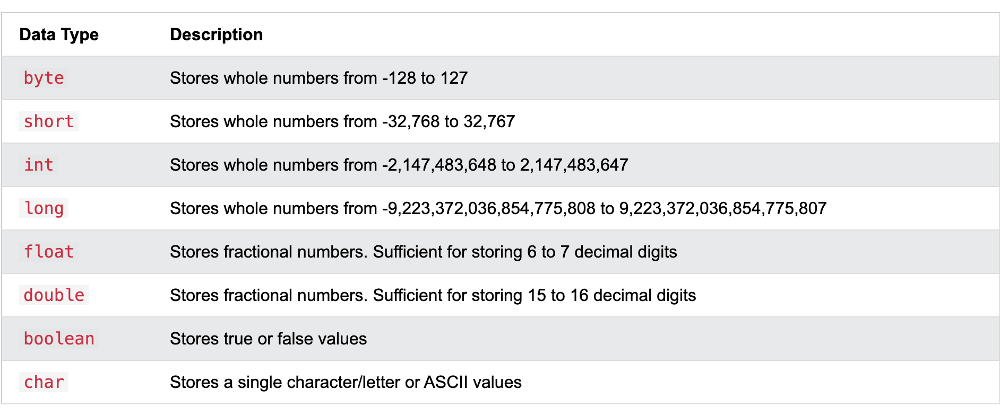 Data Type Description
byte Stores whole numbers from -128 to 127
short Stores whole numbers from -32,768 to 32,767
int Stores whole numbers from -2,147,483,648 to 2,147,483,647
long Stores whole numbers from -9,223,372,036,854,775,808 to 9,223,372,036,854,775,807
float Stores fractional numbers. Sufficient for storing 6 to 7 decimal digits
double Stores fractional numbers. Sufficient for storing 15 to 16 decimal digits
boolean Stores true or false values
char Stores a single character/letter or ASCII values